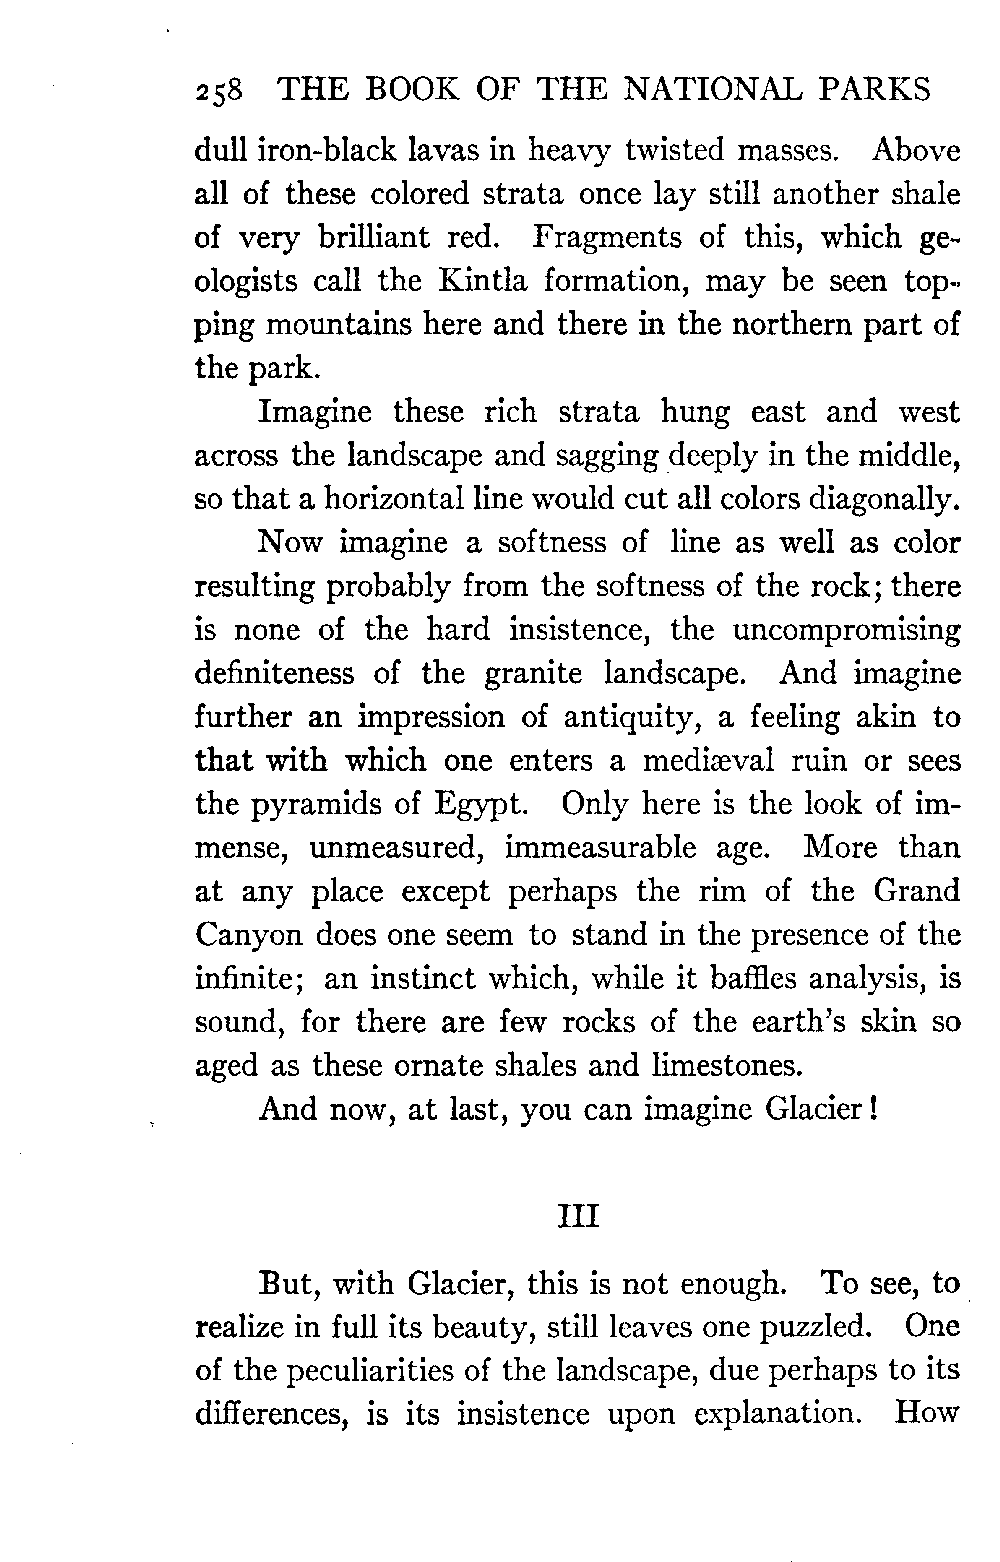 258 THE BOOK OF THE NATIONAL PARKS
dull iron-black lavas in heavy twisted masses. Above
all of these colored strata once lay still another shale
of very brilliant red. Fragments of this, which ge-
ologists call the Kintla formation, may be seen top-
ping mountains here and there in the northern part of
the park.
Imagine these rich strata hung east and west
across the landscape and sagging deeply in the middle,
so that a horizontal line would cut all colors diagonally.
Now imagine a softness of line as well as color
resulting probably from the softness of the rock; there
is none of the hard insistence, the uncompromising
definiteness of the granite landscape. And imagine
further an impression of antiquity, a feeling akin to
that with which one enters a mediæval ruin or sees
the pyramids of Egypt. Only here is the look of im-
mense, unmeasured, immeasurable age. More than
at any place except perhaps the rim of the Grand
Canyon does one seem to stand in the presence of the
infinite; an instinct which, while it baffles analysis, is
sound, for there are few rocks of the earth's skin so
aged as these ornate shales and limestones.
And now, at last, you can imagine Glacier!
III
But, with Glacier, this is not enough. To see, to
realize in full its beauty, still leaves one puzzled. One
of the peculiarities of the landscape, due perhaps to its
differences, is its insistence upon explanation. How